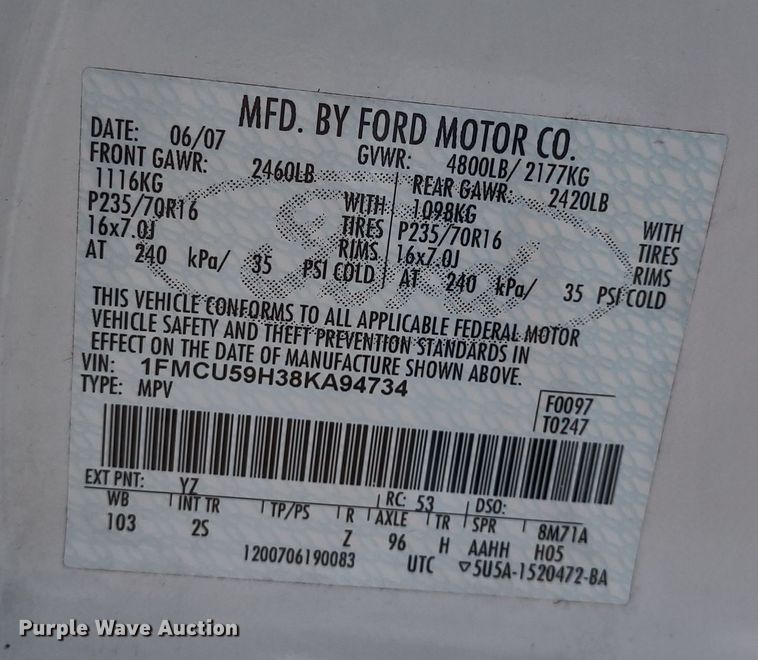 MFD. BY FORD MOTOR CO.
DATE: 06/07 GVWR: 4800LB/ 2177KG
FRONT GAWR: 2460LB REAR GAWR: 2420LB
1116KG WITH 1098KG WITH
P235/70R16 TIRES P235/70R16 TIRES
16x7.0J RIMS 16x7.0J RIMS
AT 240 kPa/ 35 PSI COLD AT 240 kPa/ 35 PSI COLD
Ford
THIS VEHICLE CONFORMS TO ALL APPLICABLE FEDERAL MOTOR
VEHICLE SAFETY AND THEFT PREVENTION STANDARDS IN
EFFECT ON THE DATE OF MANUFACTURE SHOWN ABOVE.
VIN: 1FMCU59H38KA94734
TYPE: MPV
F0097
T0247
EXT PNT: YZ RC: 53 DSO:
WB INT TR TP/PS R AXLE TR SPR 8M71A
103 2S Z 96 H AAHH H05
1200706190083 UTC ▽5U5A-1520472-BA
Purple Wave Auction